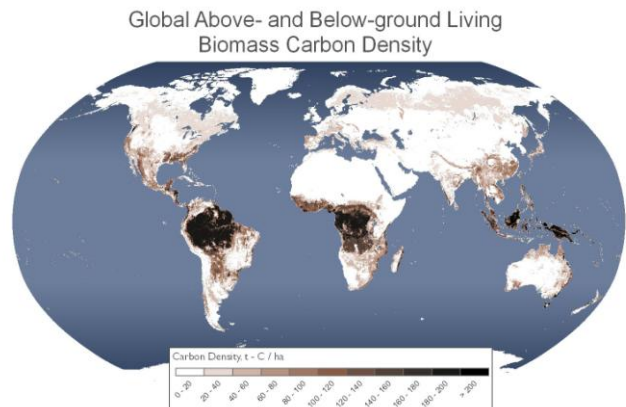 Global Above- and Below-ground Living
Biomass Carbon Density
Carbon Density, t - C / ha
0 - 20
20 - 40
40 - 60
60 - 80
80 - 100
100 - 120
120 - 140
140 - 160
160 - 180
180 - 200
> 200